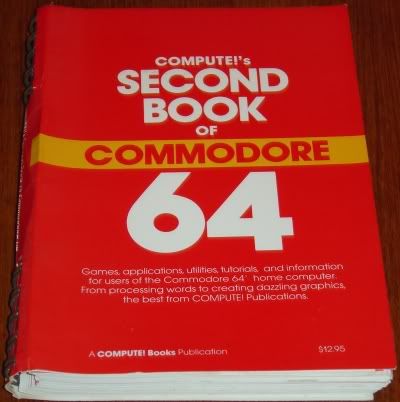 COMPUTE!'s
SECOND
BOOK
OF
COMMODORE
64
Games, applications, utilities, tutorials, and information
for users of the Commodore 64™ home computer.
From processing words to creating dazzling graphics,
the best from COMPUTE! Publications.
A COMPUTE! Books Publication
$12.95